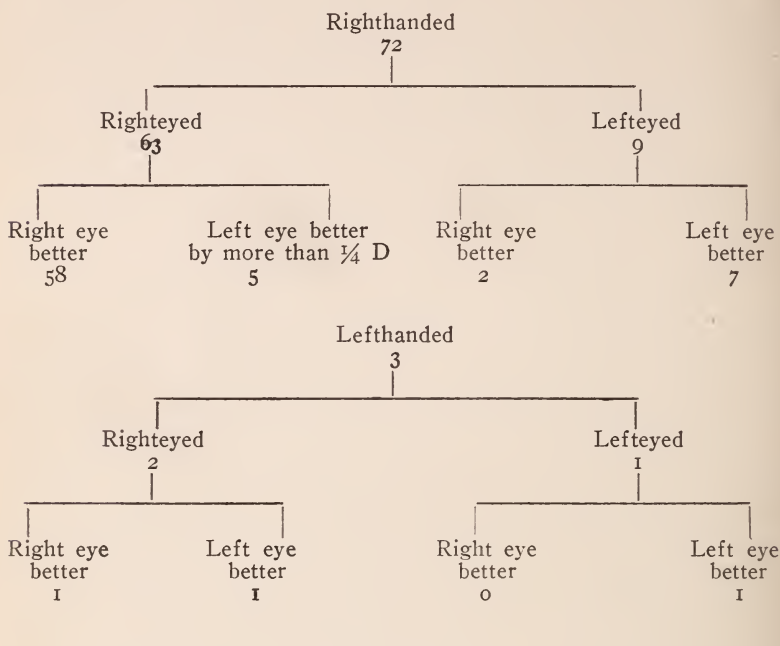 Righthanded
72
Righteyed
63
Lefteyed
9
Right eye
better
58
Left eye better
by more than ¼ D
5
Right eye
better
2
Left eye
better
7
Lefthanded
3
Righteyed
2
Lefteyed
1
Right eye
better
1
Left eye
better
1
Right eye
better
0
Left eye
better
1